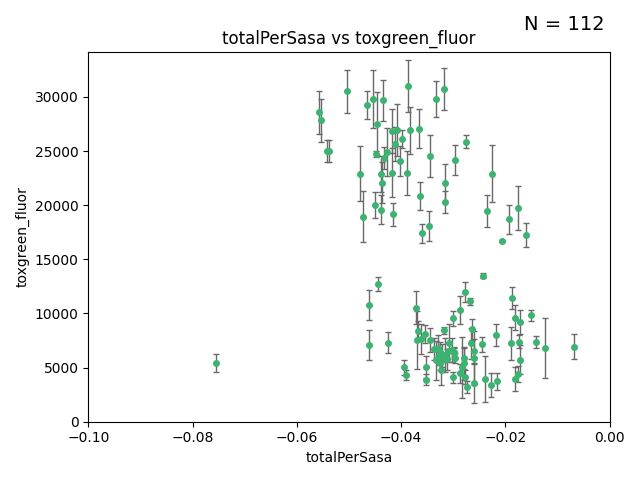 N = 112
totalPerSasa vs toxgreen_fluor
toxgreen_fluor
30000
25000
20000
15000
10000
5000
0
−0.10 −0.08 −0.06 −0.04 −0.02 0.00
totalPerSasa